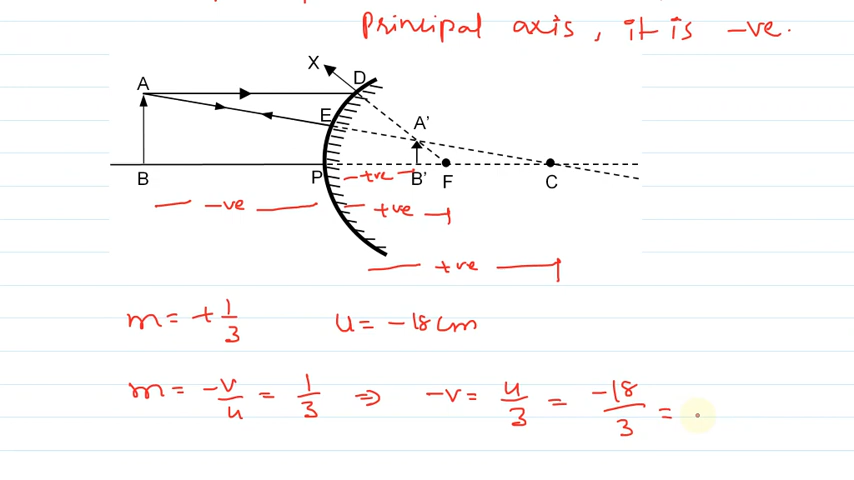 Principal axis, it is -ve.
X
A
D
E
A'
B
P
-+ve
B'
F
C
-ve
+ve
+ve
m = + 1/3 u = -18 cm
m = -v/u = 1/3 ⇒ -v = u/3 = -18/3 =